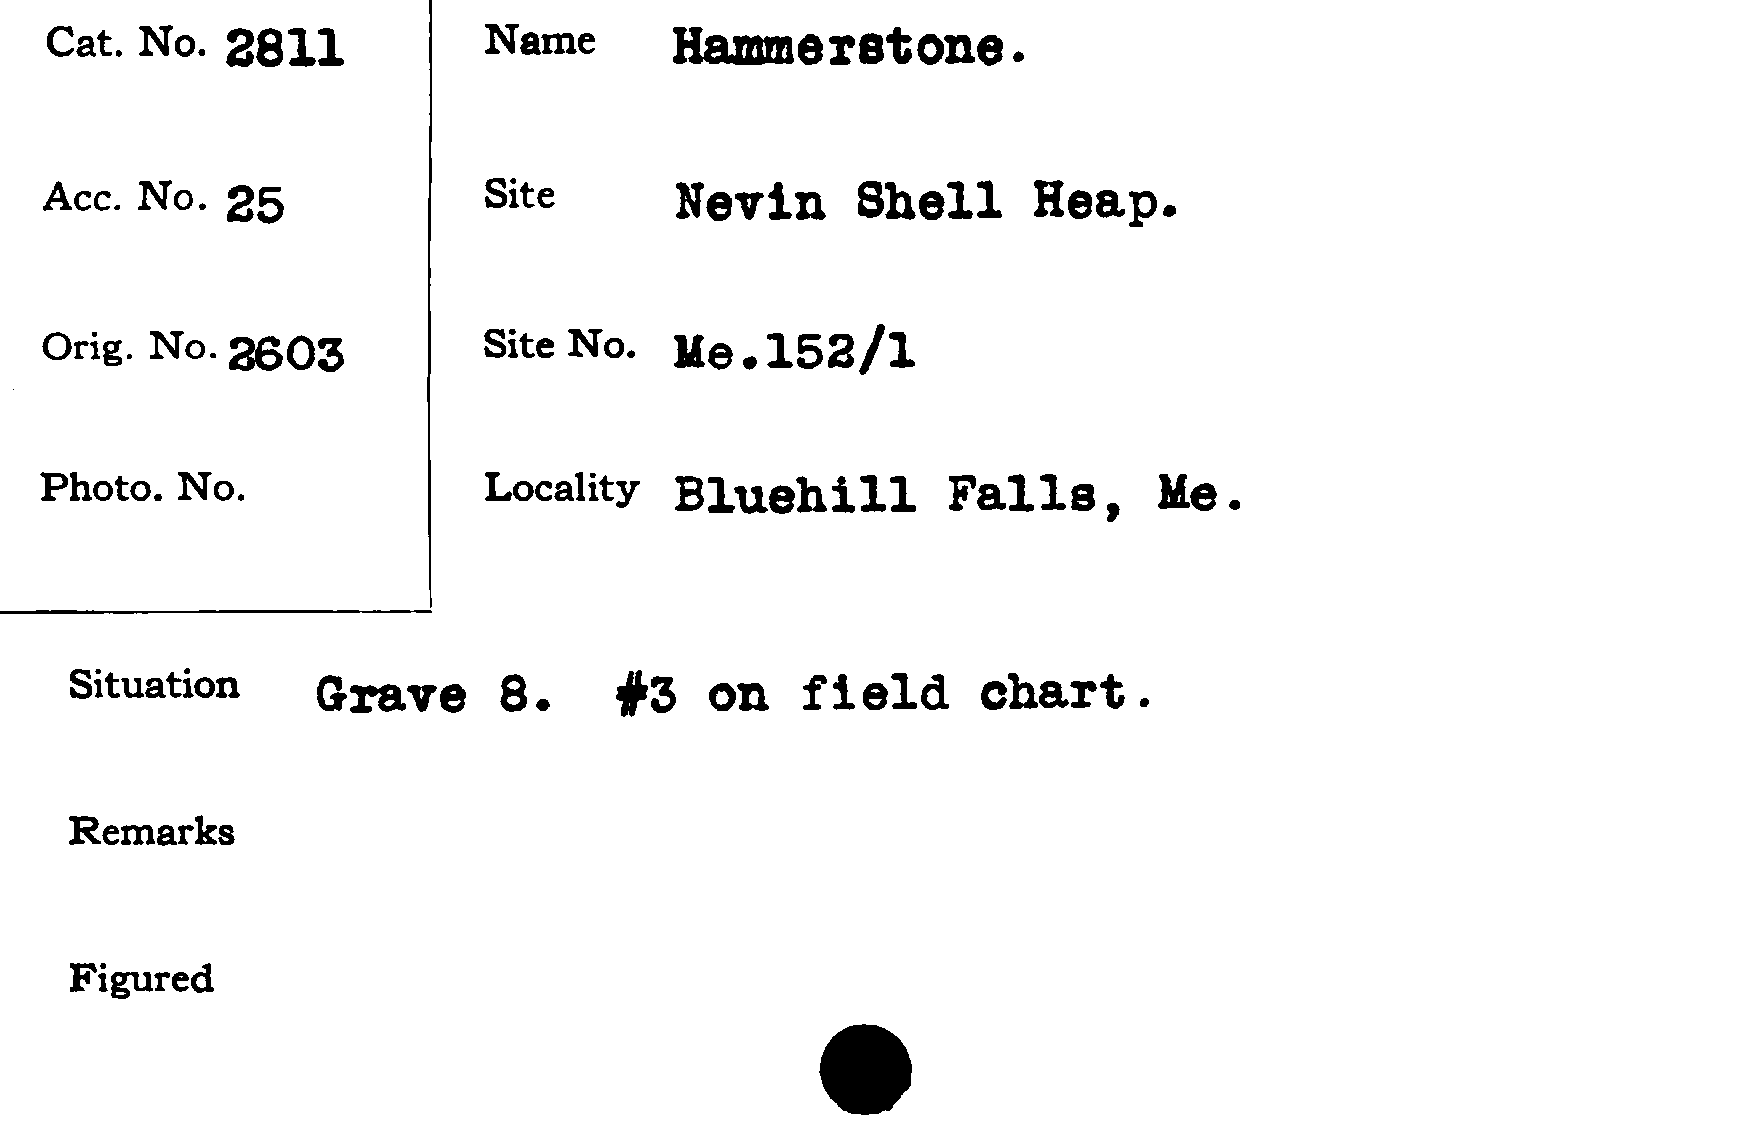 Cat. No. 2811
Name Hammerstone.
Acc. No. 25
Site Nevin Shell Heap.
Orig. No. 2603
Site No. Me.152/1
Photo. No.
Locality Bluehill Falls, Me.
Situation Grave 8. #3 on field chart.
Remarks
Figured